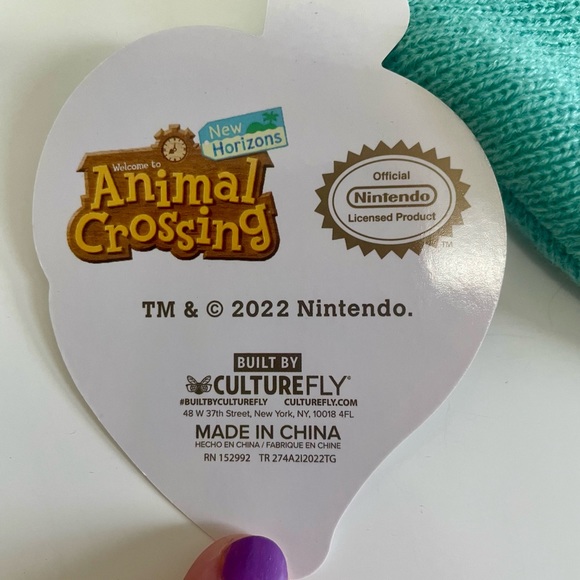 New
Horizons
Welcome to
Animal
Crossing
Official
Nintendo
Licensed Product
TM
TM & © 2022 Nintendo.
BUILT BY
CULTUREFLY®
#BUILTBYCULTUREFLY CULTUREFLY.COM
48 W 37th Street, New York, NY, 10018 4FL
MADE IN CHINA
HECHO EN CHINA / FABRIQUE EN CHINE
RN 152992 TR 274A2I2022TG